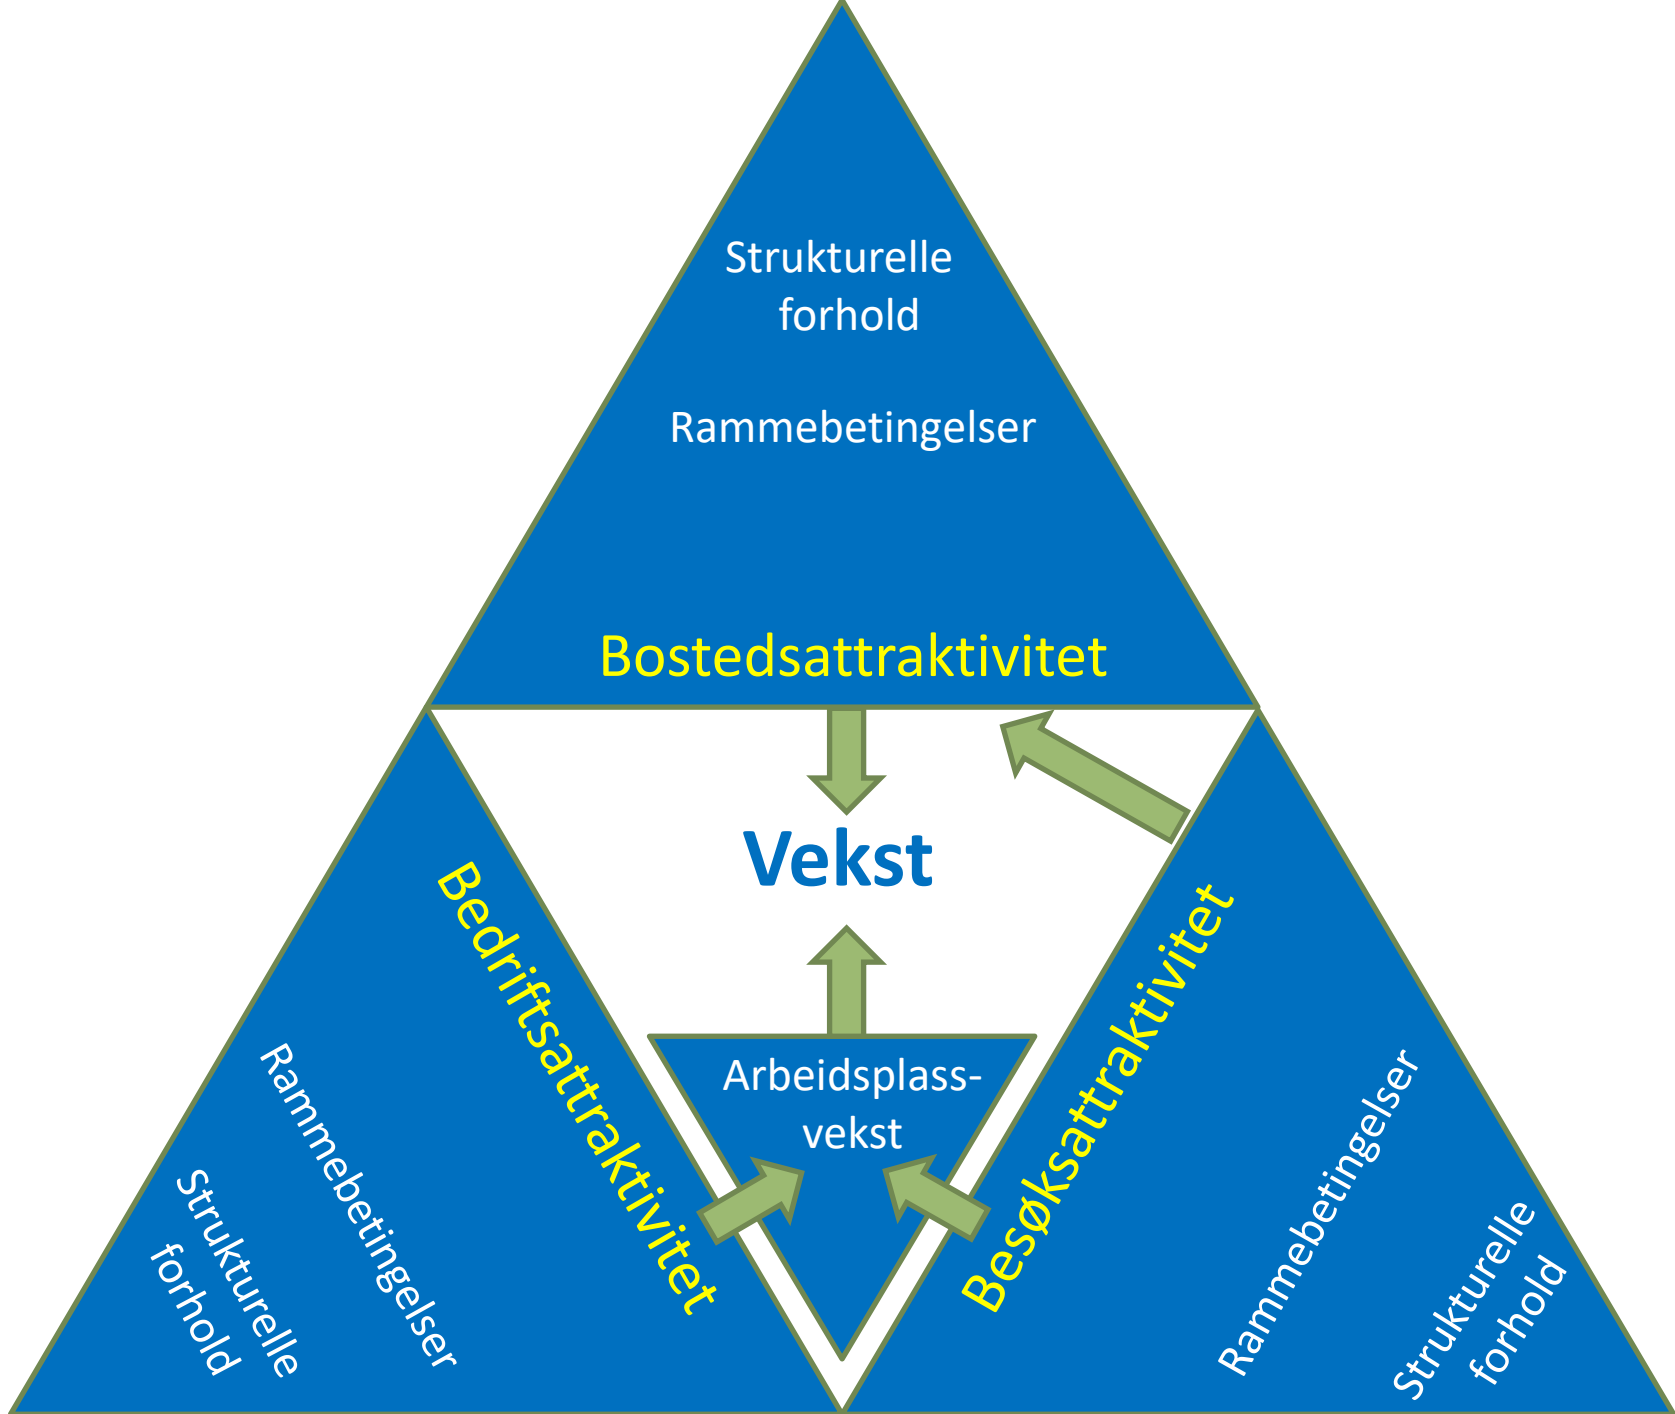 Strukturelle
forhold
Rammebetingelser
Bostedsattraktivitet
Vekst
Bedriftsattraktivitet
Rammebetingelser
Strukturelle
forhold
Arbeidsplass-
vekst
Besøksattraktivitet
Rammebetingelser
Strukturelle
forhold